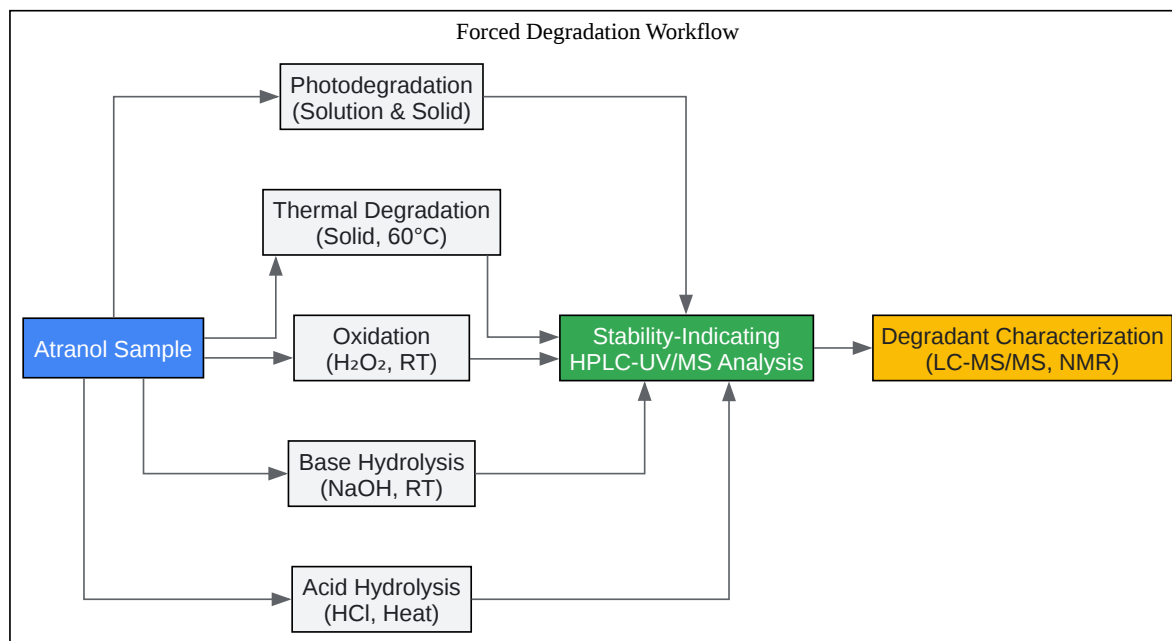 Forced Degradation Workflow
Photodegradation
(Solution & Solid)
Thermal Degradation
(Solid, 60°C)
Atranol Sample
Oxidation
(H₂O₂, RT)
Stability-Indicating
HPLC-UV/MS Analysis
Degradant Characterization
(LC-MS/MS, NMR)
Base Hydrolysis
(NaOH, RT)
Acid Hydrolysis
(HCl, Heat)